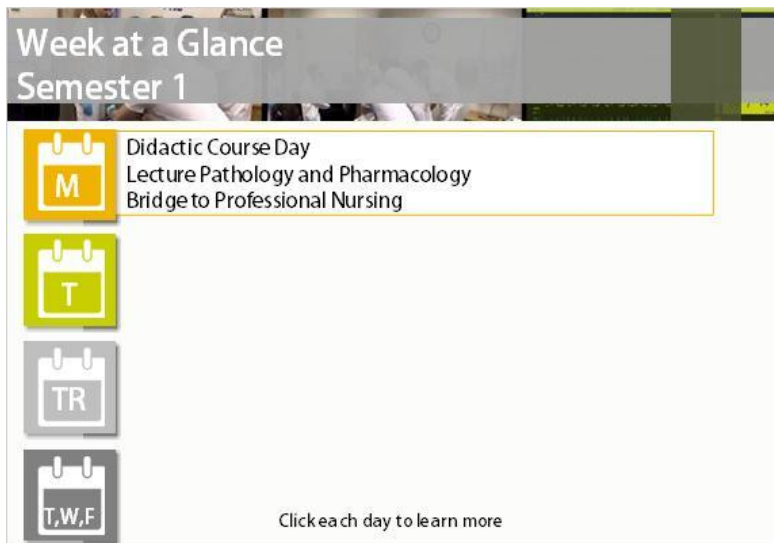 Week at a Glance
Semester 1
M
Didactic Course Day
Lecture Pathology and Pharmacology
Bridge to Professional Nursing
T
TR
T,W,F
Click each day to learn more